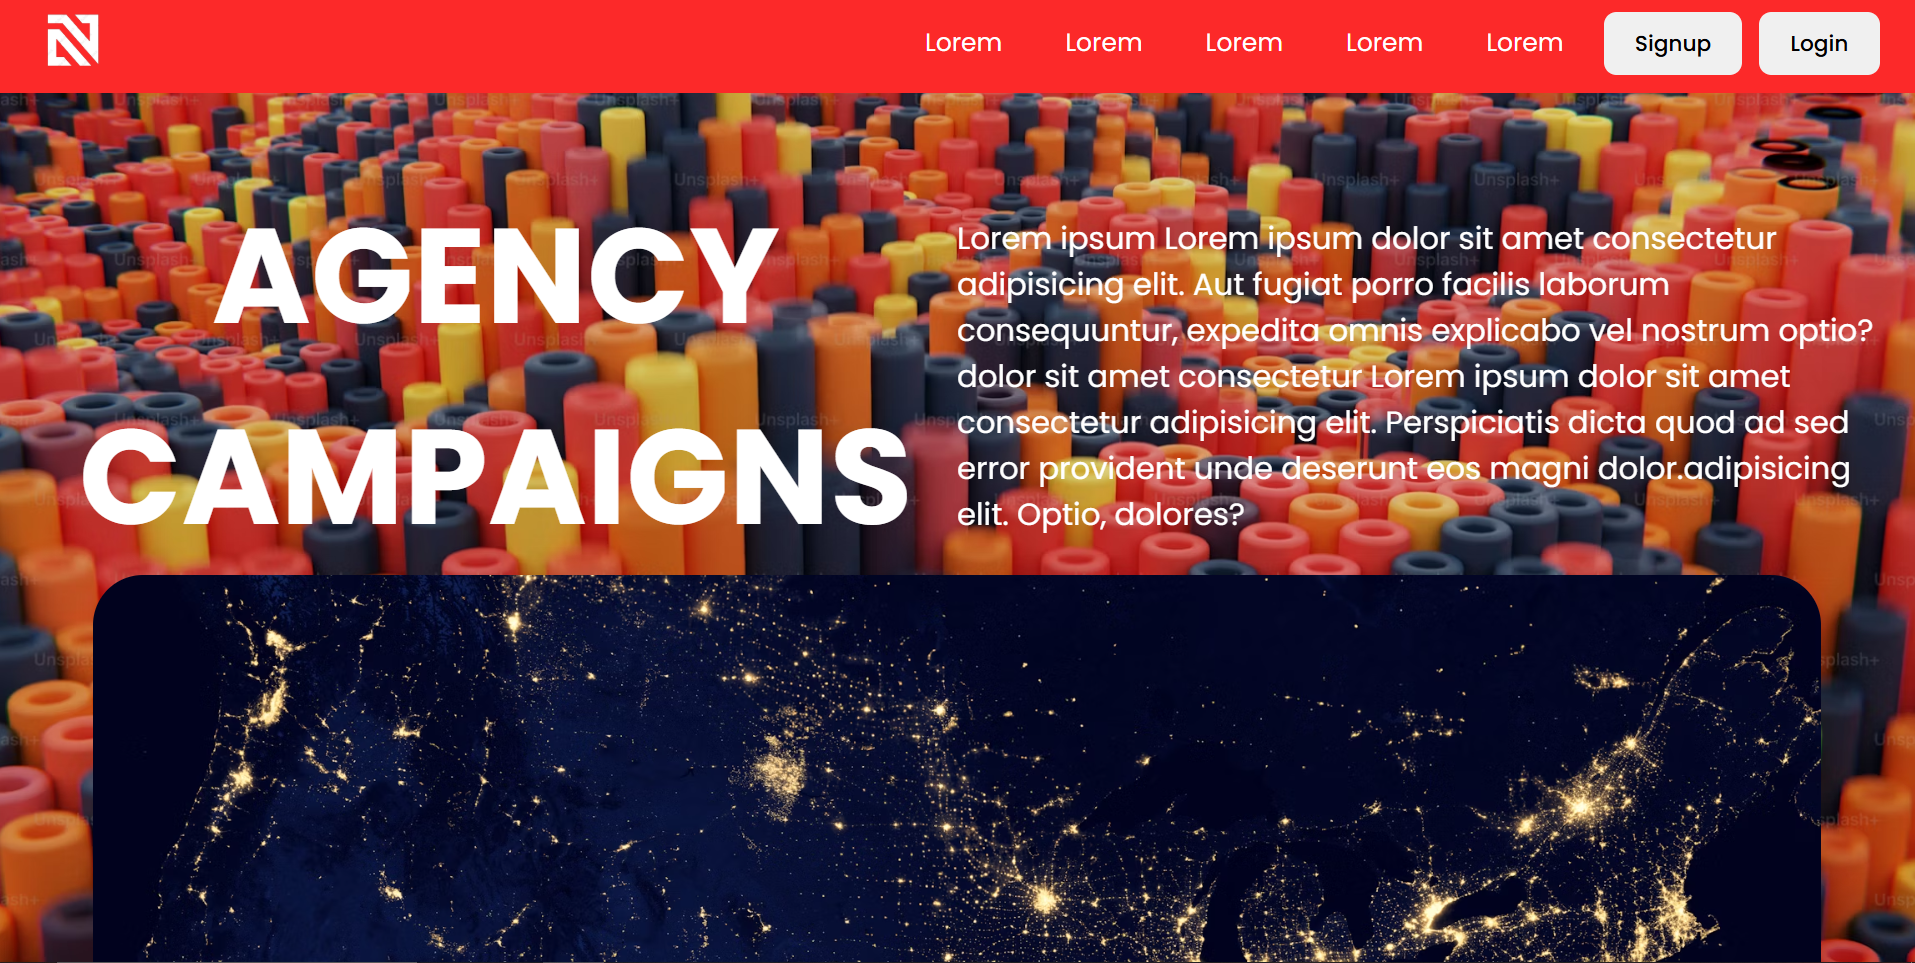 Lorem Lorem Lorem Lorem Lorem Signup Login
AGENCY
CAMPAIGNS
Lorem ipsum Lorem ipsum dolor sit amet consectetur
adipisicing elit. Aut fugiat porro facilis laborum
consequuntur, expedita omnis explicabo vel nostrum optio?
dolor sit amet consectetur Lorem ipsum dolor sit amet
consectetur adipisicing elit. Perspiciatis dicta quod ad sed
error provident unde deserunt eos magni dolor.adipisicing
elit. Optio, dolores?
Unsplash+